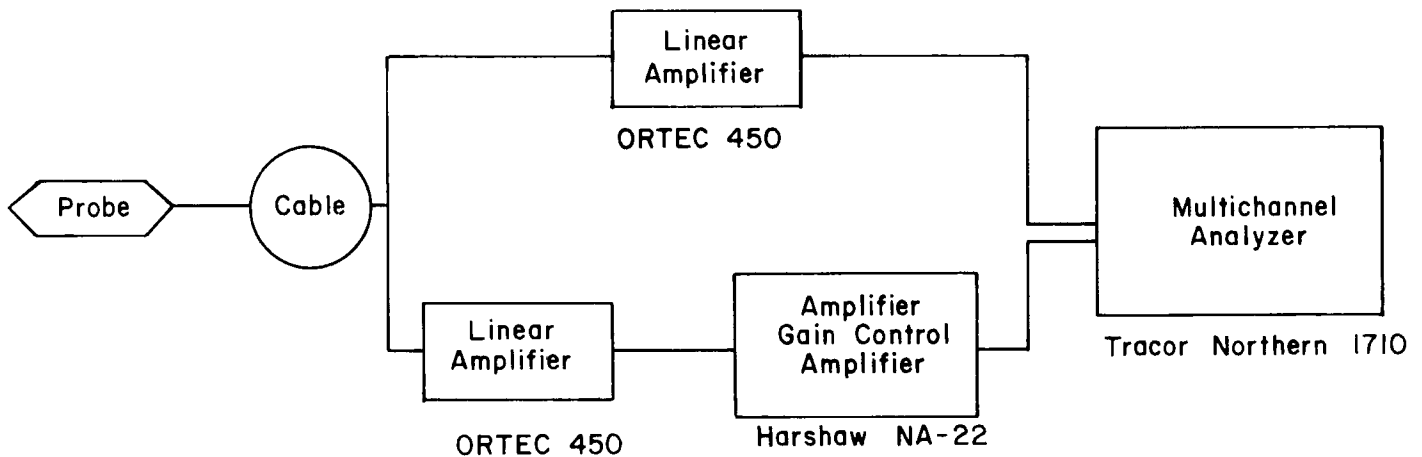 Linear
Amplifier
ORTEC 450
Probe
Cable
Multichannel
Analyzer
Tracor Northern 1710
Linear
Amplifier
ORTEC 450
Amplifier
Gain Control
Amplifier
Harshaw NA-22